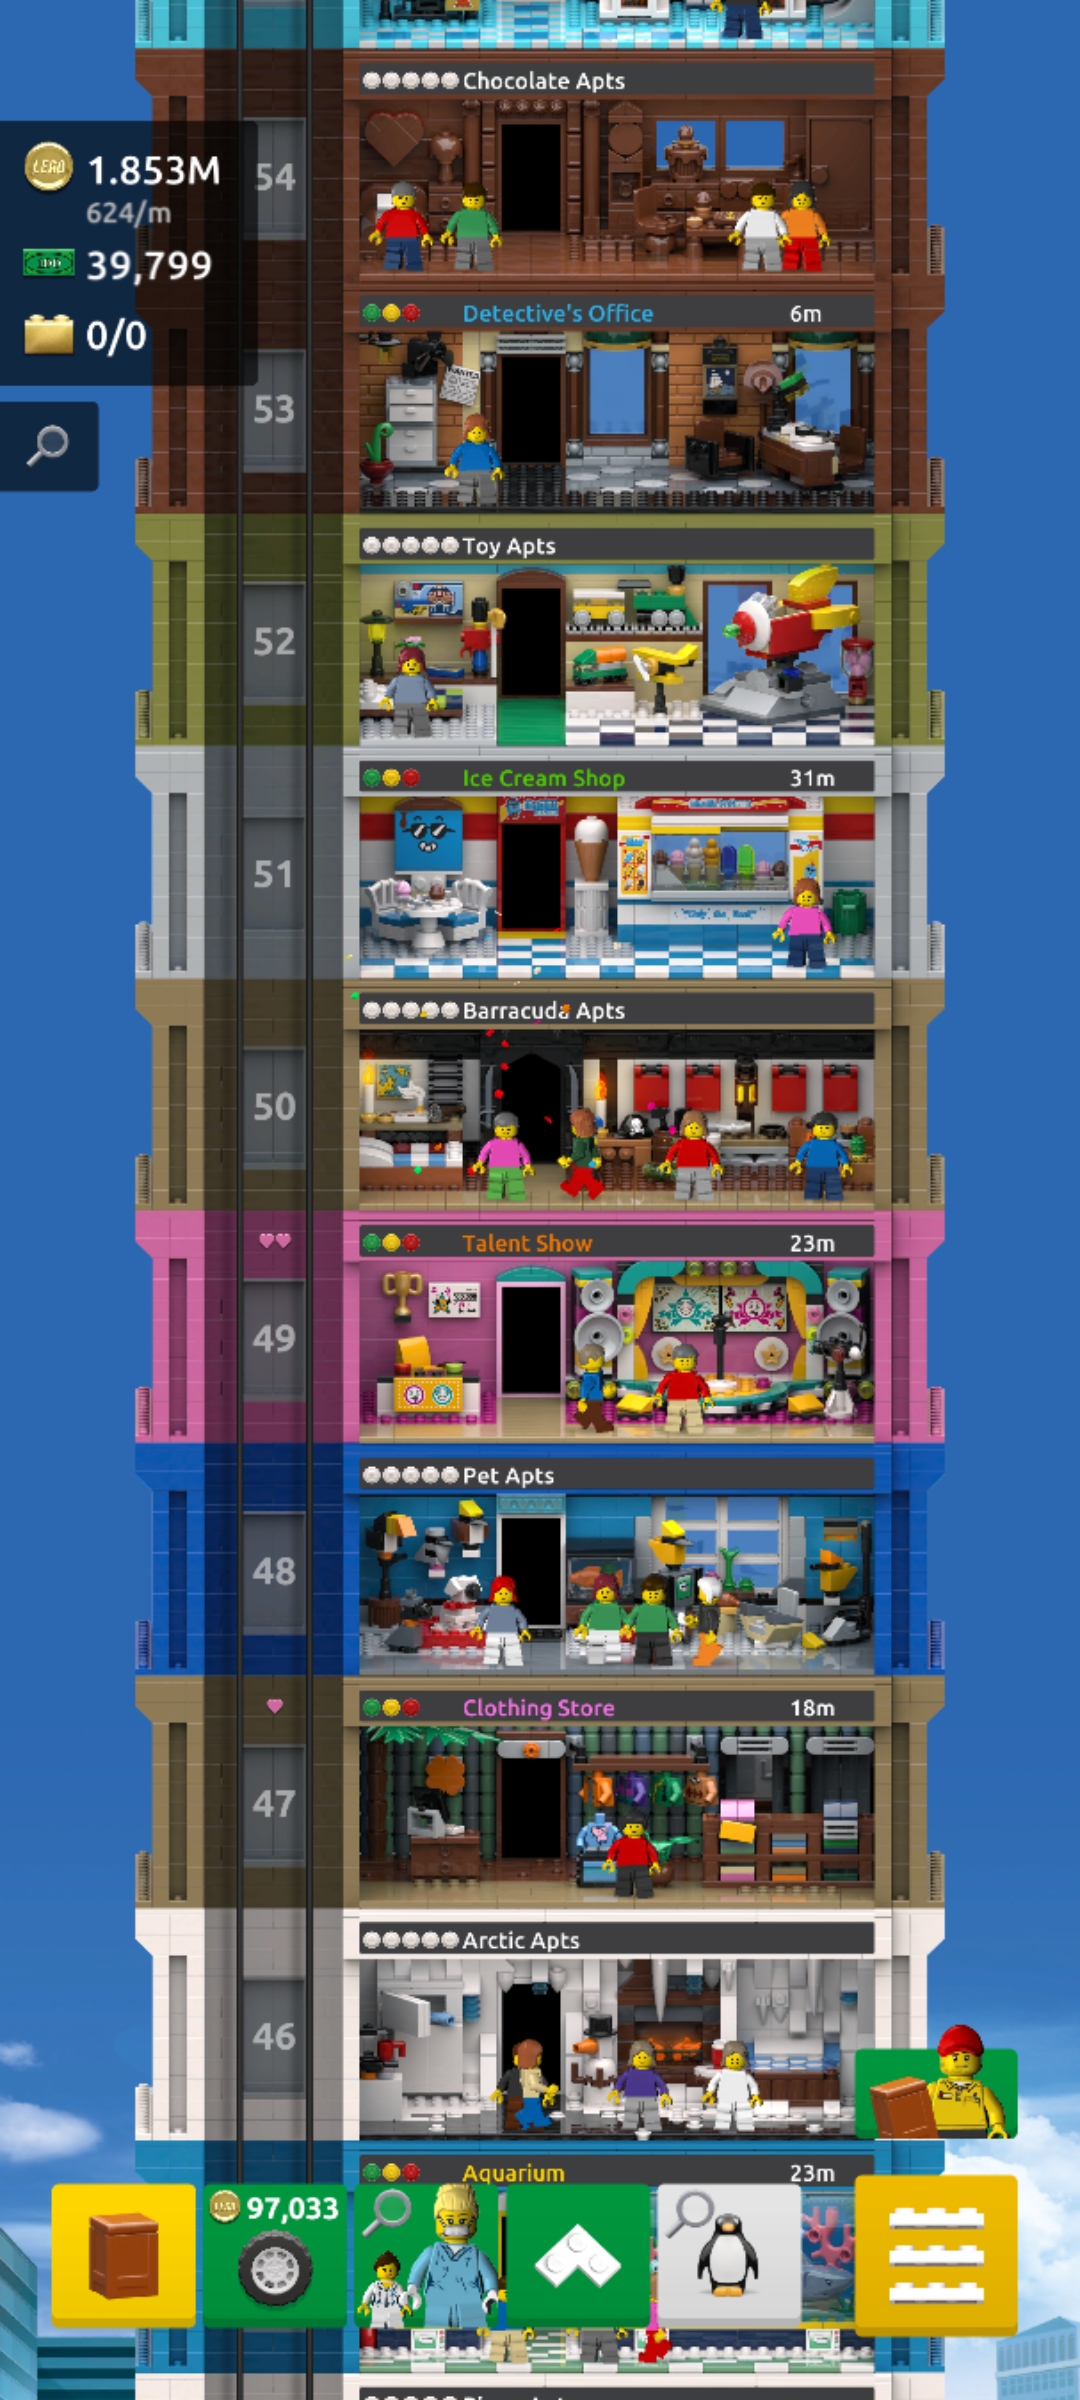 Chocolate Apts
LEGO 1.853M
624/m
54
39,799
0/0
Detective's Office 6m
WANTED
53
Toy Apts
52
Ice Cream Shop 31m
51
Barracuda Apts
50
Talent Show 23m
49
Pet Apts
48
Clothing Store 18m
47
Arctic Apts
46
Aquarium 23m
97,033